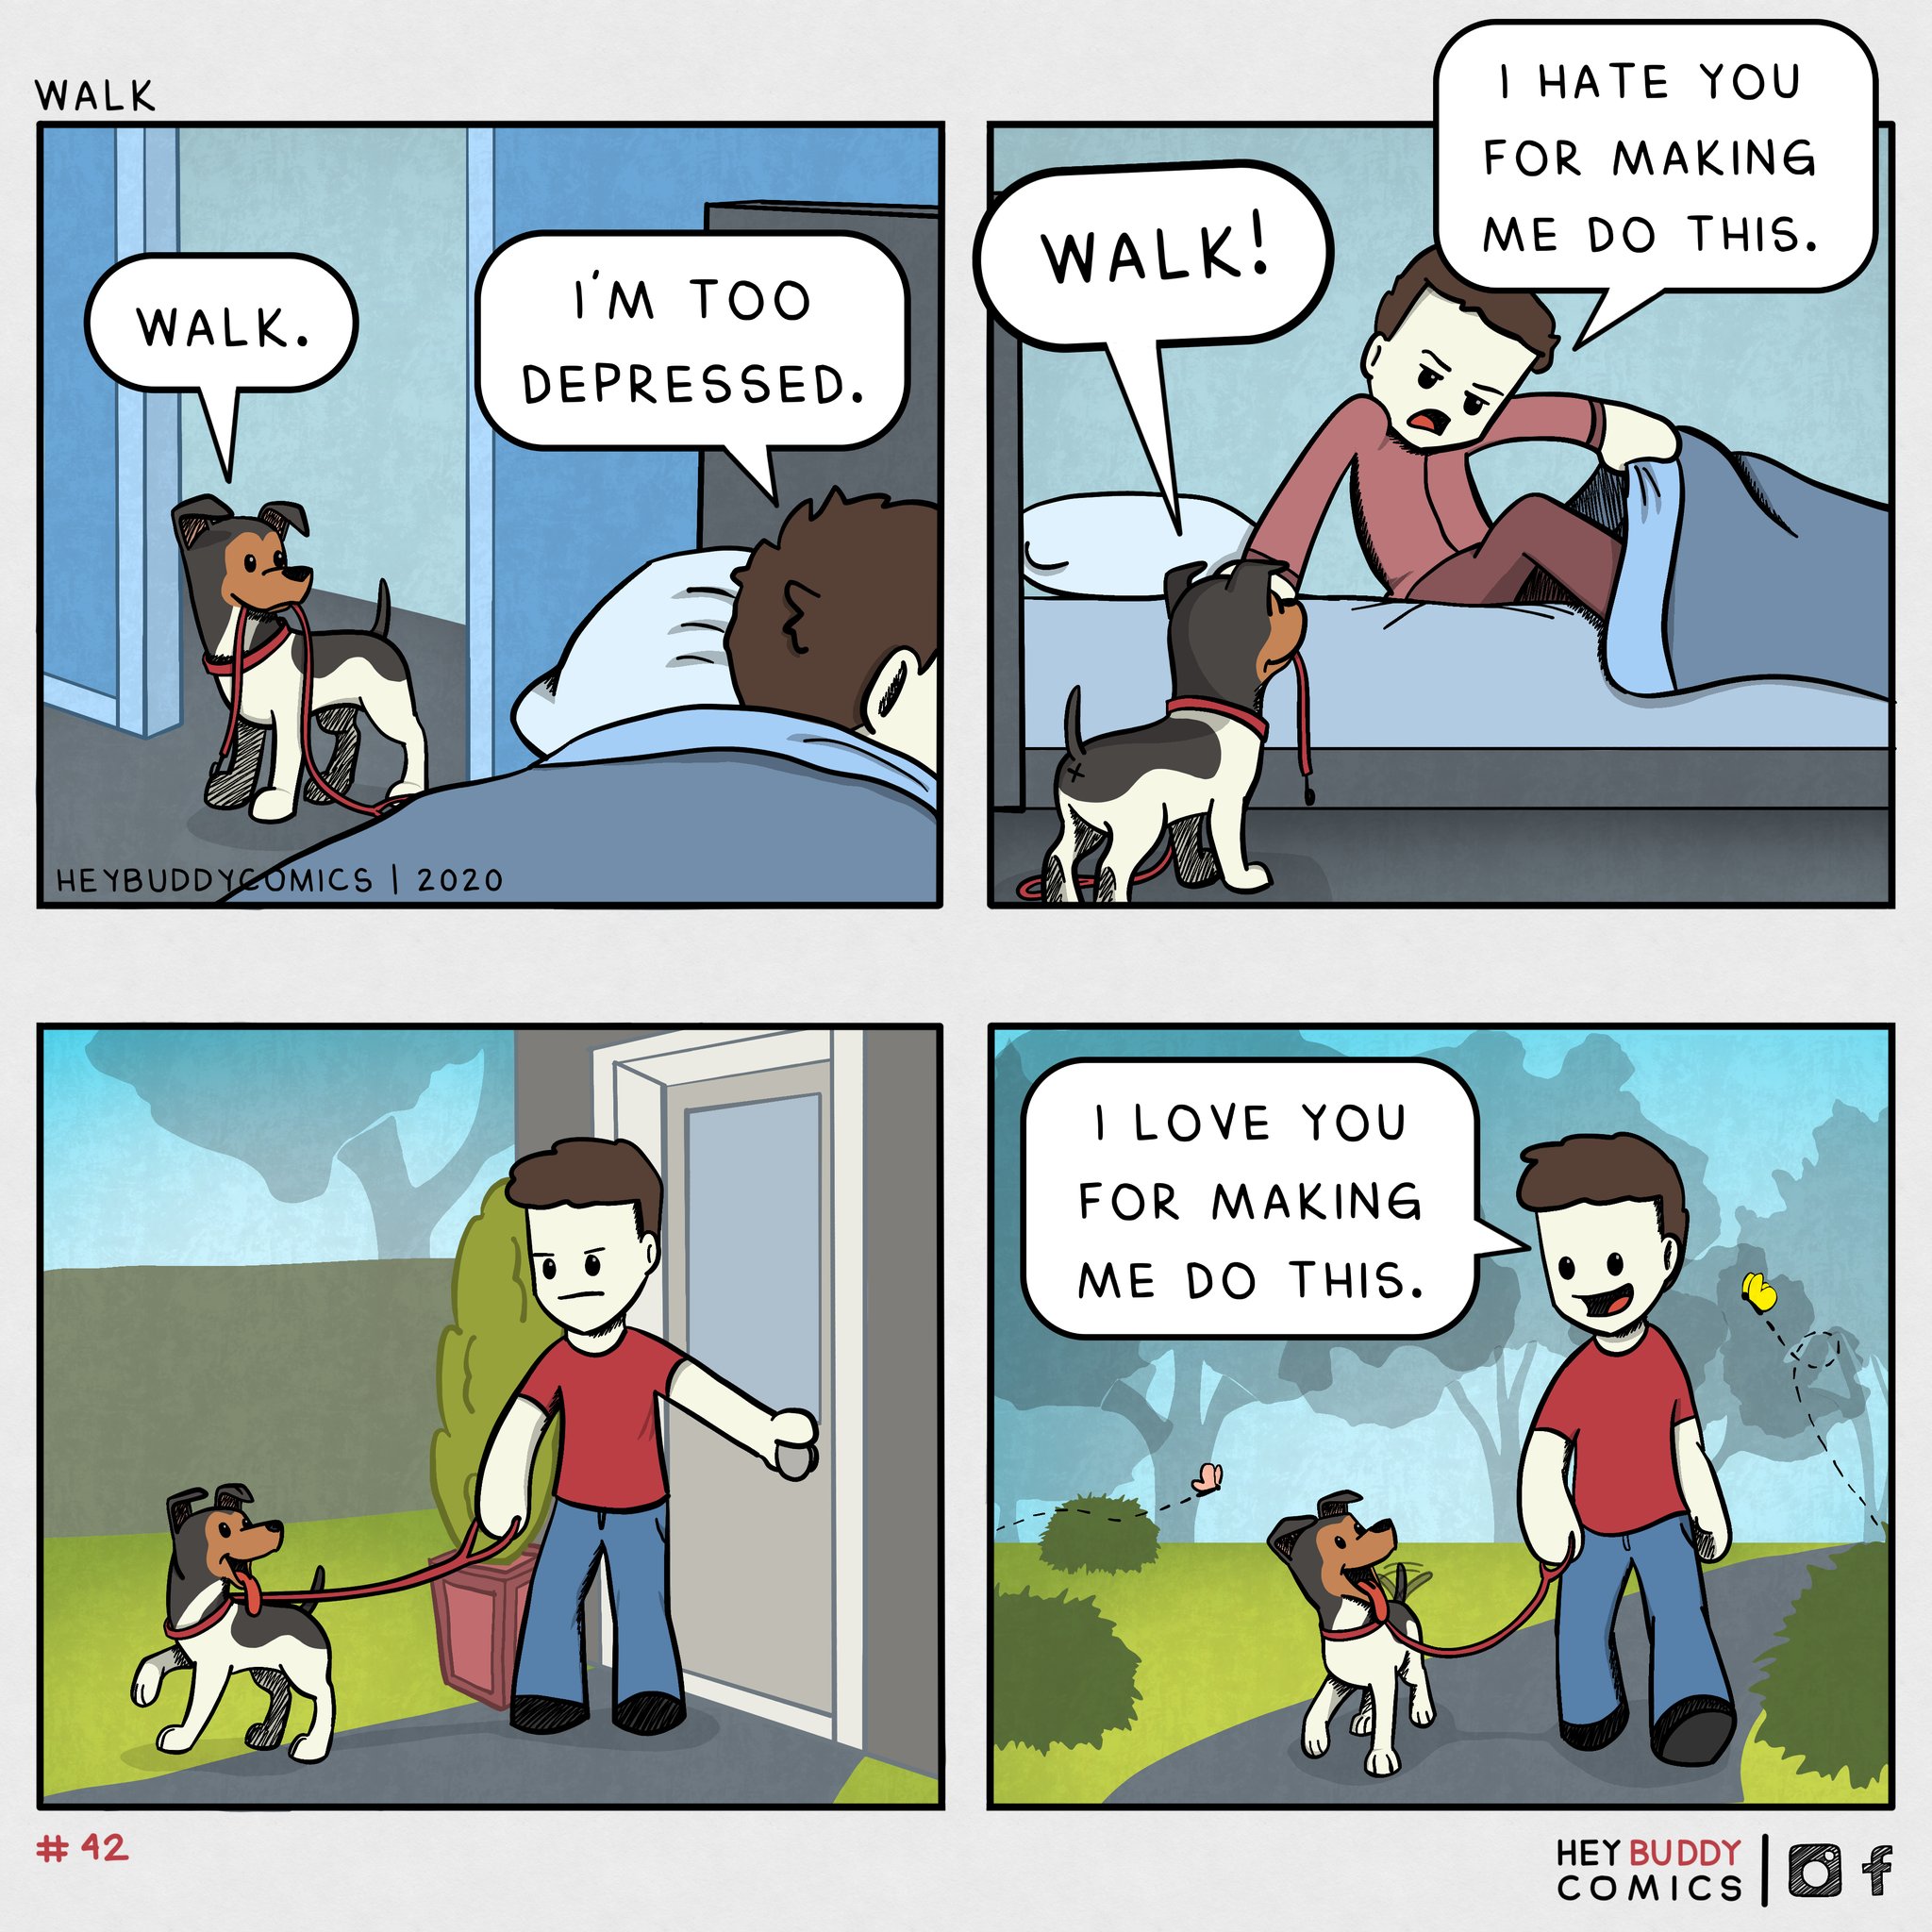 WALK
WALK.
I'M TOO
DEPRESSED.
HEYBUDDYCOMICS | 2020
WALK!
I HATE YOU
FOR MAKING
ME DO THIS.
I LOVE YOU
FOR MAKING
ME DO THIS.
# 42
HEY BUDDY
COMICS